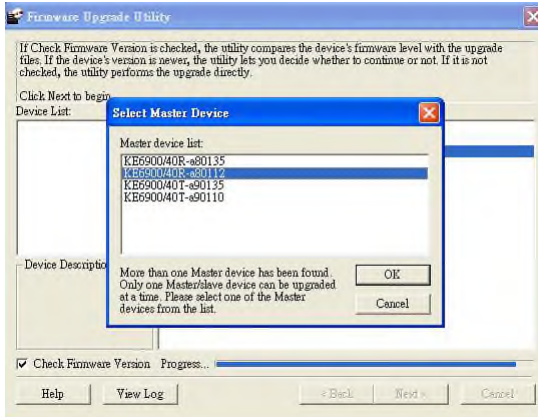 Firmware Upgrade Utility
If Check Firmware Version is checked, the utility compares the device's firmware level with the upgrade
files. If the device's version is newer, the utility lets you decide whether to continue or not. If it is not
checked, the utility performs the upgrade directly.
Click Next to begin
Device List:
Select Master Device
Master device list:
KE6900/40R-a80135
KE6900/40R-a80112
KE6900/40T-a90135
KE6900/40T-a90110
Device Descriptio
More than one Master device has been found.
Only one Master/slave device can be upgraded
at a time. Please select one of the Master
devices from the list.
OK
Cancel
Check Firmware Version Progress...
Help View Log < Back Next > Cancel